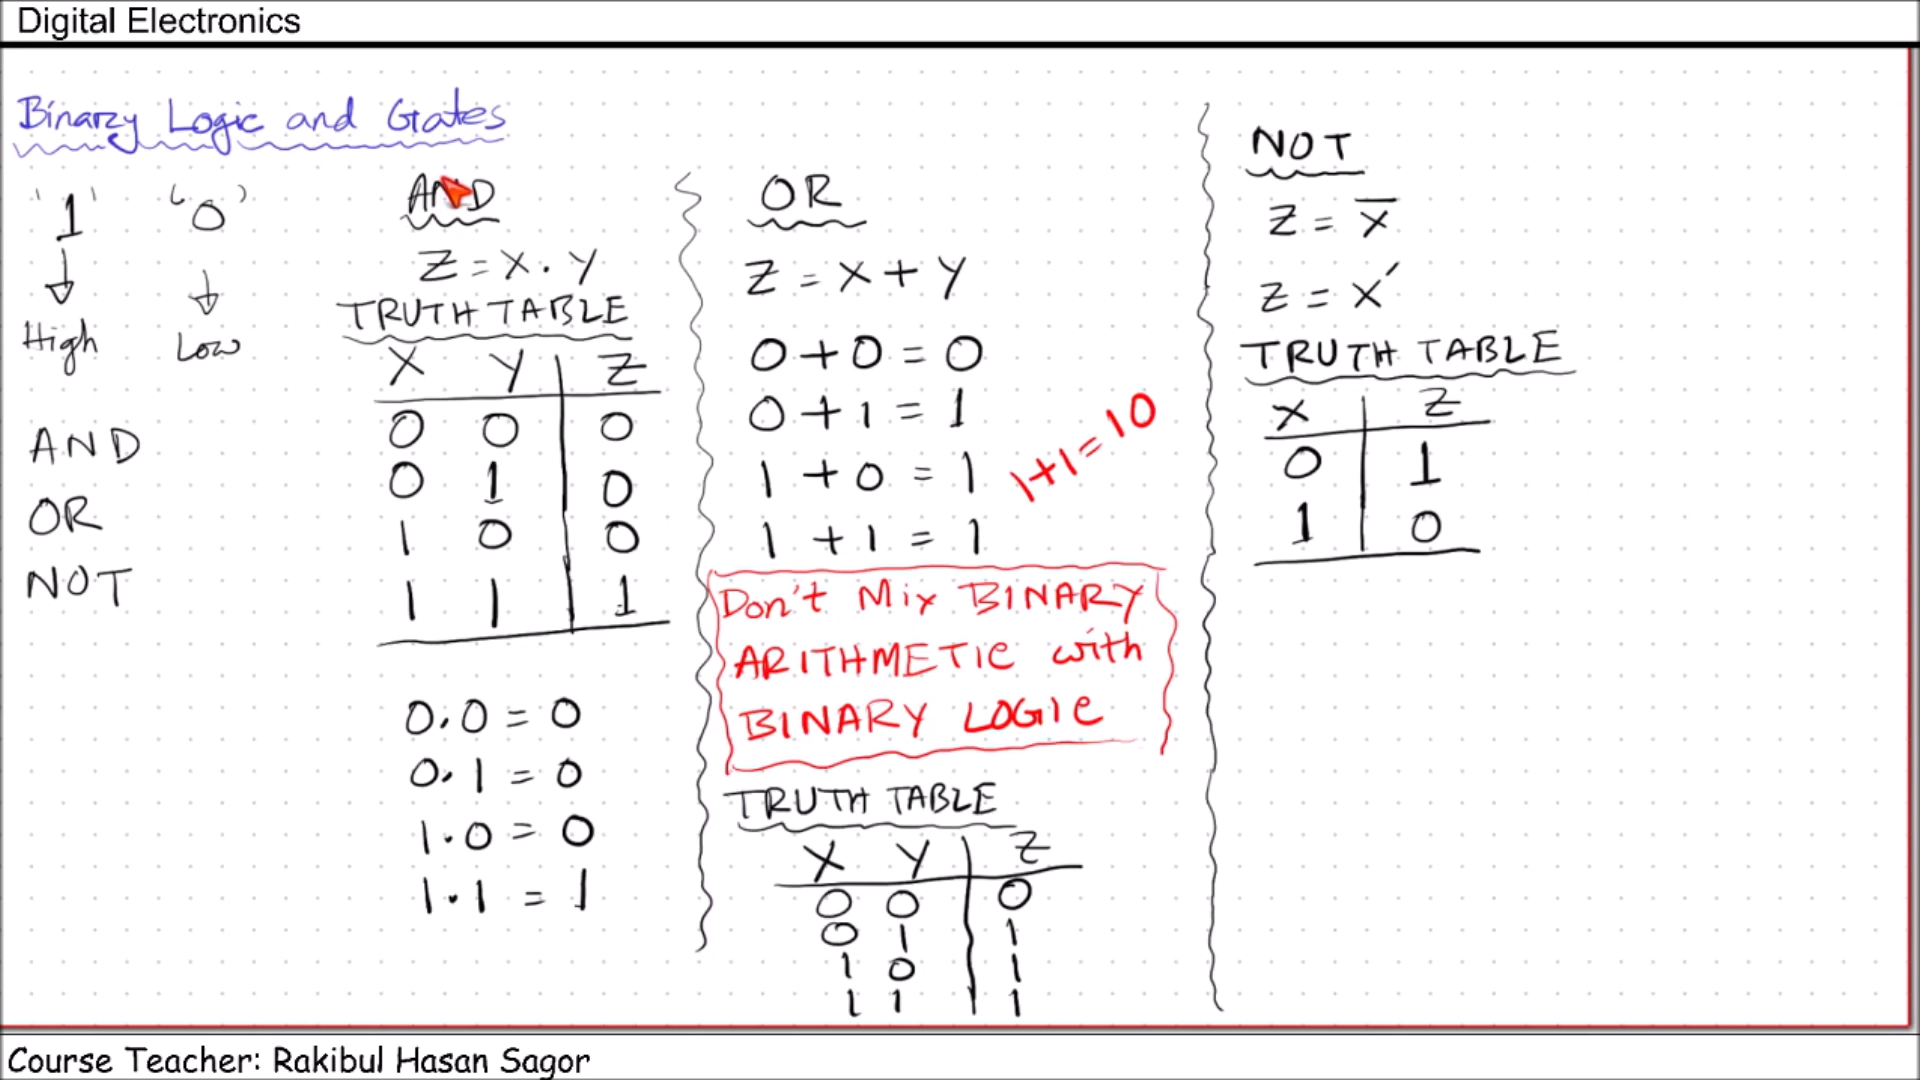 Digital Electronics
Binary Logic and Gates
'1' '0'
High Low
AND
OR
NOT
AND
Z = X . Y
TRUTH TABLE
X Y Z
0 0 0
0 1 0
1 0 0
1 1 1
0.0 = 0
0.1 = 0
1.0 = 0
1.1 = 1
OR
Z = X + Y
0 + 0 = 0
0 + 1 = 1
1 + 0 = 1
1 + 1 = 1
1+1=10
Don't Mix BINARY
ARITHMETIC with
BINARY LOGIC
TRUTH TABLE
X Y Z
0 0 0
0 1 1
1 0 1
1 1 1
NOT
Z = X̅
Z = X′
TRUTH TABLE
X Z
0 1
1 0
Course Teacher: Rakibul Hasan Sagor